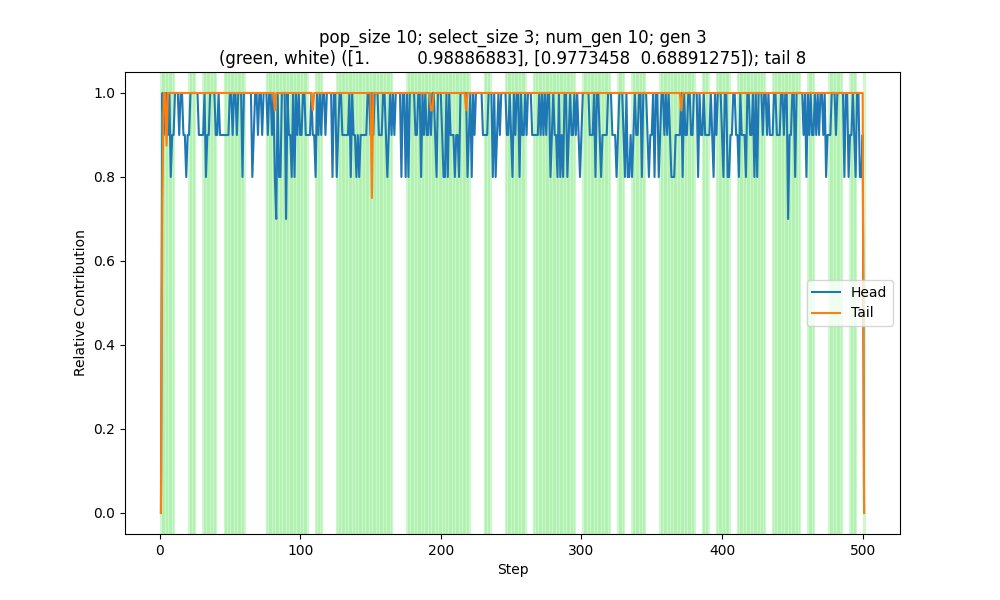 pop_size 10; select_size 3; num_gen 10; gen 3
(green, white) ([1.          0.98886883], [0.9773458  0.68891275]); tail 8
1.0
0.8
0.6
0.4
0.2
0.0
Relative Contribution
Head
Tail
0 100 200 300 400 500
Step